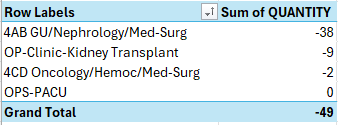 Row Labels Sum of QUANTITY
4AB GU/Nephrology/Med-Surg -38
OP-Clinic-Kidney Transplant -9
4CD Oncology/Hemoc/Med-Surg -2
OPS-PACU 0
Grand Total -49